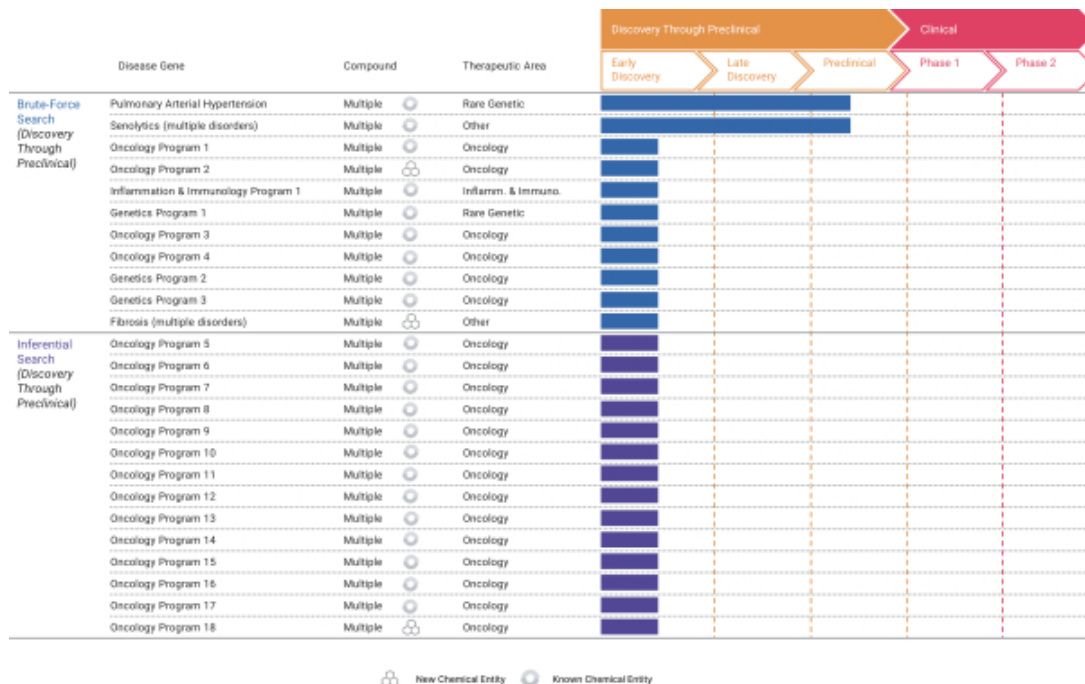 Discovery Through Preclinical Clinical
Disease Gene Compound Therapeutic Area Early Discovery Late Discovery Preclinical Phase 1 Phase 2
Brute-Force
Search
(Discovery
Through
Preclinical)
Pulmonary Arterial Hypertension Multiple Rare Genetic
Senolytics (multiple disorders) Multiple Other
Oncology Program 1 Multiple Oncology
Oncology Program 2 Multiple Oncology
Inflammation & Immunology Program 1 Multiple Inflamm. & Immuno.
Genetics Program 1 Multiple Rare Genetic
Oncology Program 3 Multiple Oncology
Oncology Program 4 Multiple Oncology
Genetics Program 2 Multiple Oncology
Genetics Program 3 Multiple Oncology
Fibrosis (multiple disorders) Multiple Other
Inferential
Search
(Discovery
Through
Preclinical)
Oncology Program 5 Multiple Oncology
Oncology Program 6 Multiple Oncology
Oncology Program 7 Multiple Oncology
Oncology Program 8 Multiple Oncology
Oncology Program 9 Multiple Oncology
Oncology Program 10 Multiple Oncology
Oncology Program 11 Multiple Oncology
Oncology Program 12 Multiple Oncology
Oncology Program 13 Multiple Oncology
Oncology Program 14 Multiple Oncology
Oncology Program 15 Multiple Oncology
Oncology Program 16 Multiple Oncology
Oncology Program 17 Multiple Oncology
Oncology Program 18 Multiple Oncology
New Chemical Entity Known Chemical Entity